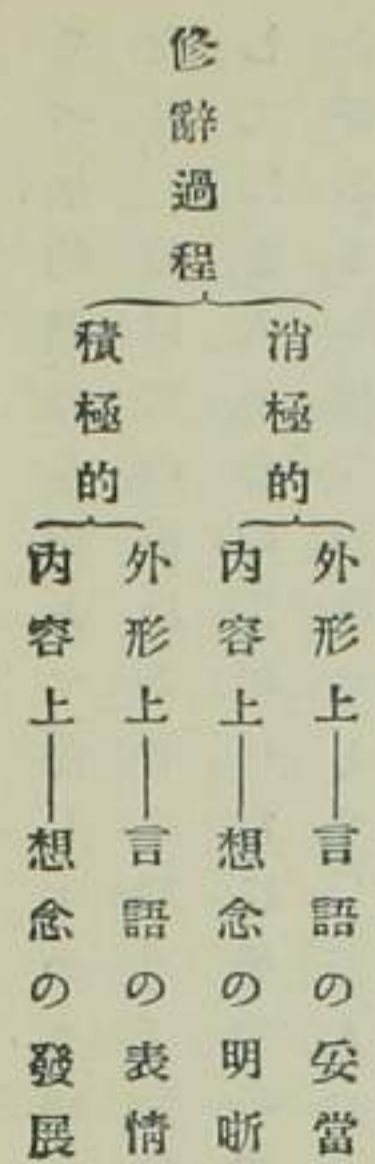 修辭過程
消極的
外形上——言語の妥當
內容上——想念の明晰
積極的
外形上——言語の表情
內容上——想念の發展